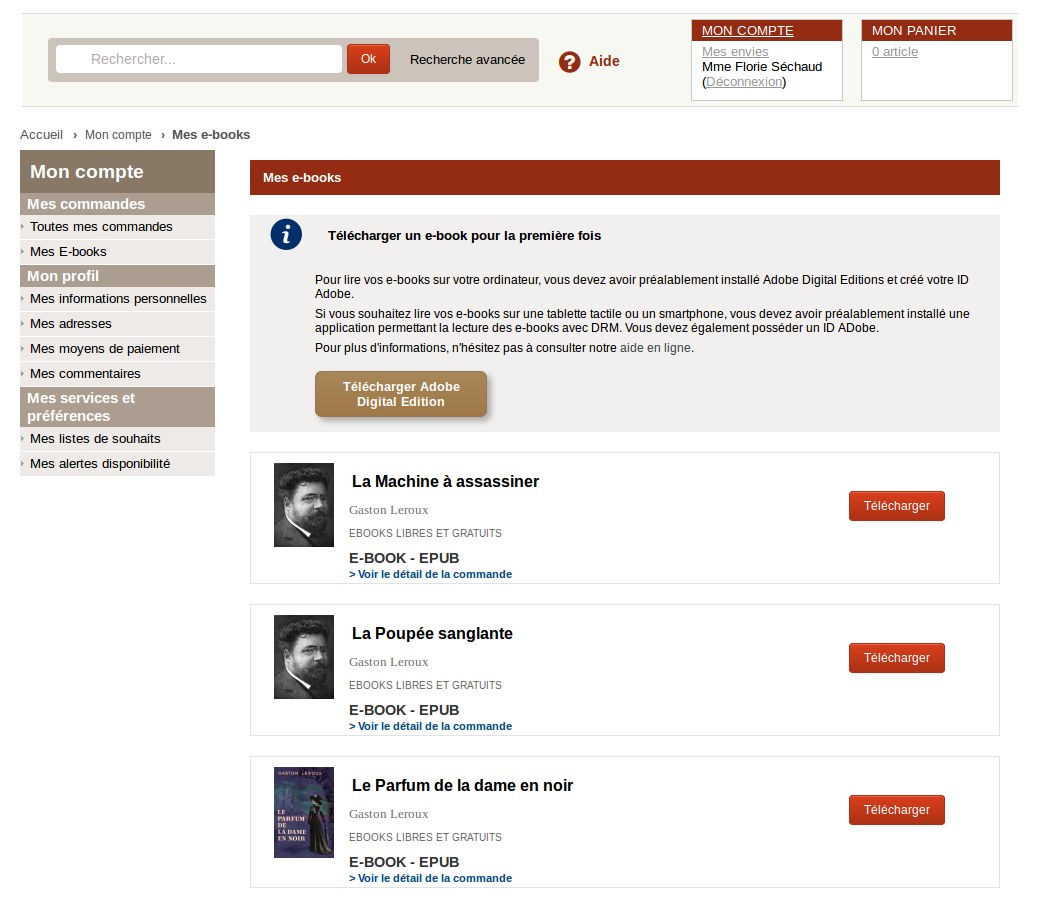 Rechercher...
Ok
Recherche avancée
Aide
MON COMPTE
Mes envies
Mme Florie Séchaud
(Déconnexion)
MON PANIER
0 article
Accueil › Mon compte › Mes e-books
Mon compte
Mes commandes
Toutes mes commandes
Mes E-books
Mon profil
Mes informations personnelles
Mes adresses
Mes moyens de paiement
Mes commentaires
Mes services et
préférences
Mes listes de souhaits
Mes alertes disponibilité
Mes e-books
Télécharger un e-book pour la première fois
Pour lire vos e-books sur votre ordinateur, vous devez avoir préalablement installé Adobe Digital Editions et créé votre ID
Adobe.
Si vous souhaitez lire vos e-books sur une tablette tactile ou un smartphone, vous devez avoir préalablement installé une
application permettant la lecture des e-books avec DRM. Vous devez également posséder un ID ADobe.
Pour plus d'informations, n'hésitez pas à consulter notre aide en ligne.
Télécharger Adobe
Digital Edition
La Machine à assassiner
Gaston Leroux
EBOOKS LIBRES ET GRATUITS
E-BOOK - EPUB
> Voir le détail de la commande
Télécharger
La Poupée sanglante
Gaston Leroux
EBOOKS LIBRES ET GRATUITS
E-BOOK - EPUB
> Voir le détail de la commande
Télécharger
GASTON LEROUX
LE
PARFUM
DE
LA DAME
EN NOIR
Le Parfum de la dame en noir
Gaston Leroux
EBOOKS LIBRES ET GRATUITS
E-BOOK - EPUB
> Voir le détail de la commande
Télécharger